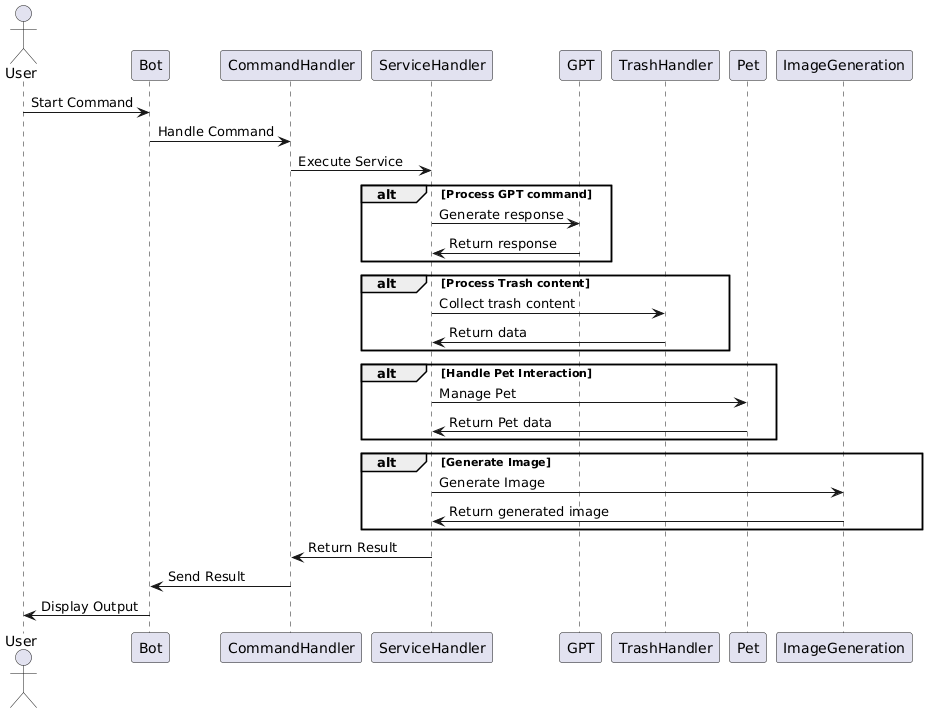 User
Bot
CommandHandler
ServiceHandler
GPT
TrashHandler
Pet
ImageGeneration
Start Command
Handle Command
Execute Service
alt [Process GPT command]
Generate response
Return response
alt [Process Trash content]
Collect trash content
Return data
alt [Handle Pet Interaction]
Manage Pet
Return Pet data
alt [Generate Image]
Generate Image
Return generated image
Return Result
Send Result
Display Output
User
Bot
CommandHandler
ServiceHandler
GPT
TrashHandler
Pet
ImageGeneration